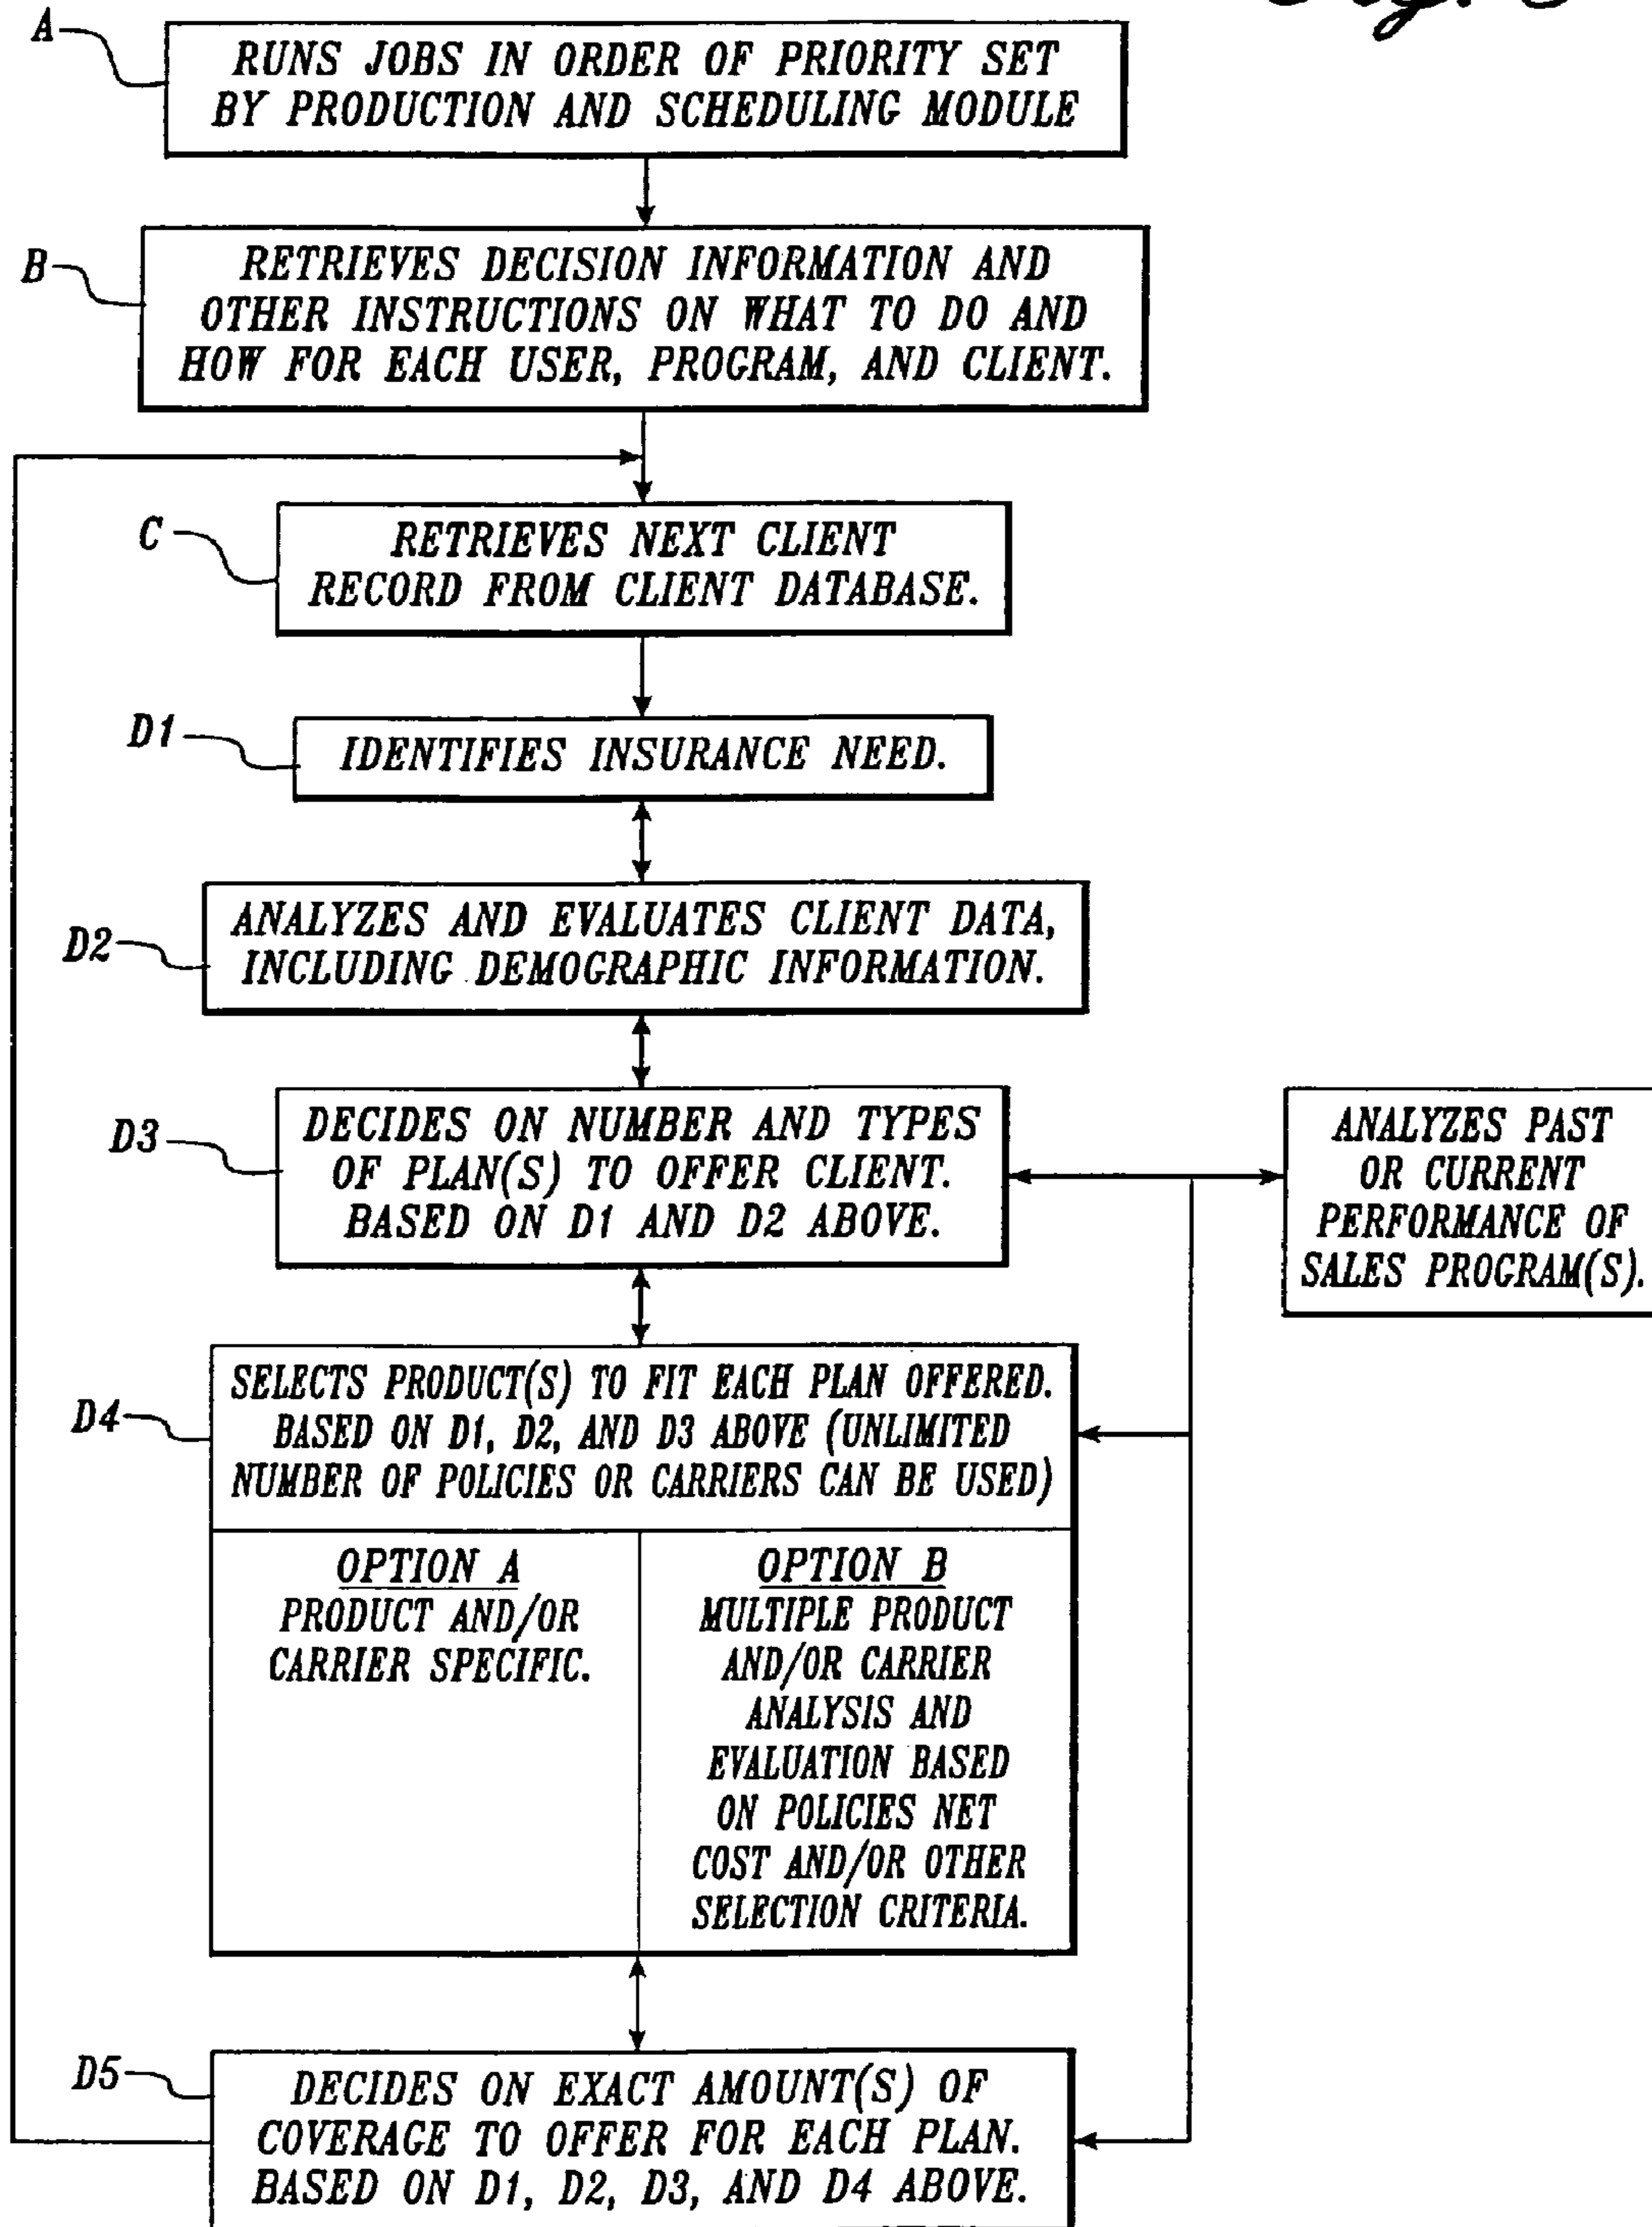 A
RUNS JOBS IN ORDER OF PRIORITY SET
BY PRODUCTION AND SCHEDULING MODULE
B
RETRIEVES DECISION INFORMATION AND
OTHER INSTRUCTIONS ON WHAT TO DO AND
HOW FOR EACH USER, PROGRAM, AND CLIENT.
C
RETRIEVES NEXT CLIENT
RECORD FROM CLIENT DATABASE.
D1
IDENTIFIES INSURANCE NEED.
D2
ANALYZES AND EVALUATES CLIENT DATA,
INCLUDING DEMOGRAPHIC INFORMATION.
D3
DECIDES ON NUMBER AND TYPES
OF PLAN(S) TO OFFER CLIENT.
BASED ON D1 AND D2 ABOVE.
ANALYZES PAST
OR CURRENT
PERFORMANCE OF
SALES PROGRAM(S).
D4
SELECTS PRODUCT(S) TO FIT EACH PLAN OFFERED.
BASED ON D1, D2, AND D3 ABOVE (UNLIMITED
NUMBER OF POLICIES OR CARRIERS CAN BE USED)
OPTION A
PRODUCT AND/OR
CARRIER SPECIFIC.
OPTION B
MULTIPLE PRODUCT
AND/OR CARRIER
ANALYSIS AND
EVALUATION BASED
ON POLICIES NET
COST AND/OR OTHER
SELECTION CRITERIA.
D5
DECIDES ON EXACT AMOUNT(S) OF
COVERAGE TO OFFER FOR EACH PLAN.
BASED ON D1, D2, D3, AND D4 ABOVE.